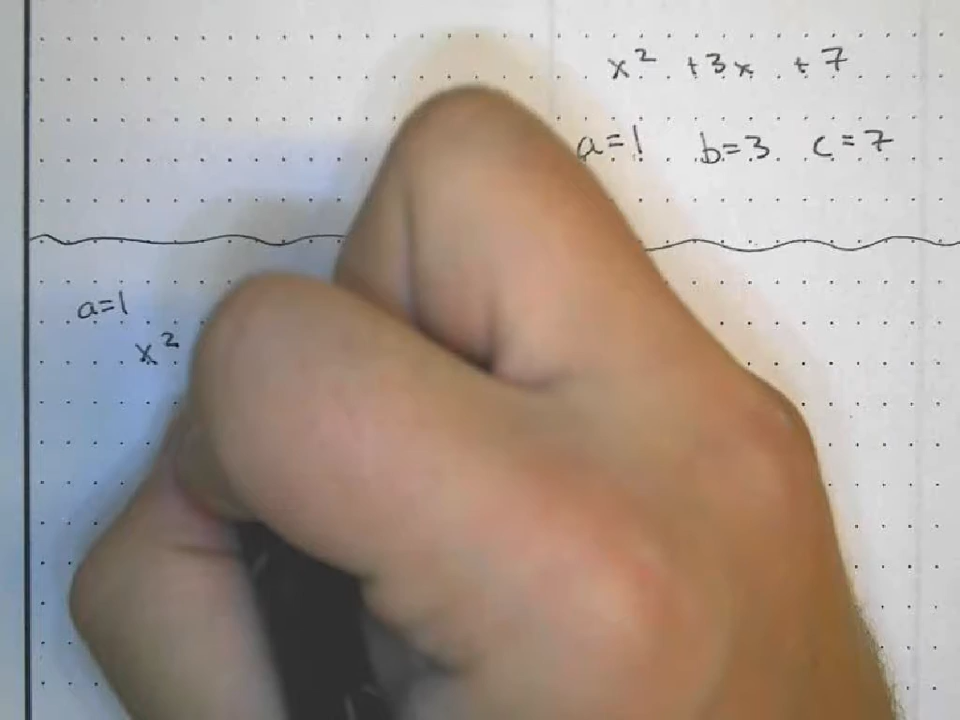 x² + 3x + 7
a=1 b=3 c=7
a=1
x²